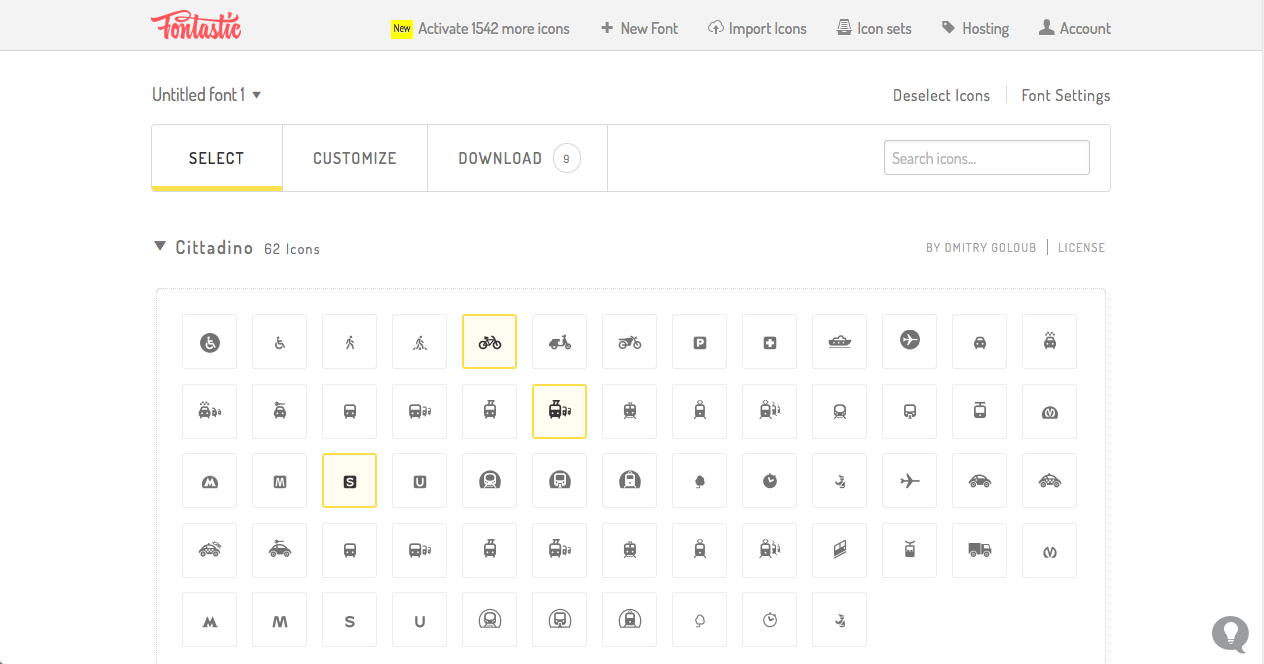 Fontastic
New Activate 1542 more icons
New Font
Import Icons
Icon sets
Hosting
Account
Untitled font 1
Deselect Icons
Font Settings
SELECT
CUSTOMIZE
DOWNLOAD 9
Search icons...
Cittadino 62 Icons
BY DMITRY GOLOUB
LICENSE
P
M
S
U
M
M
S
U